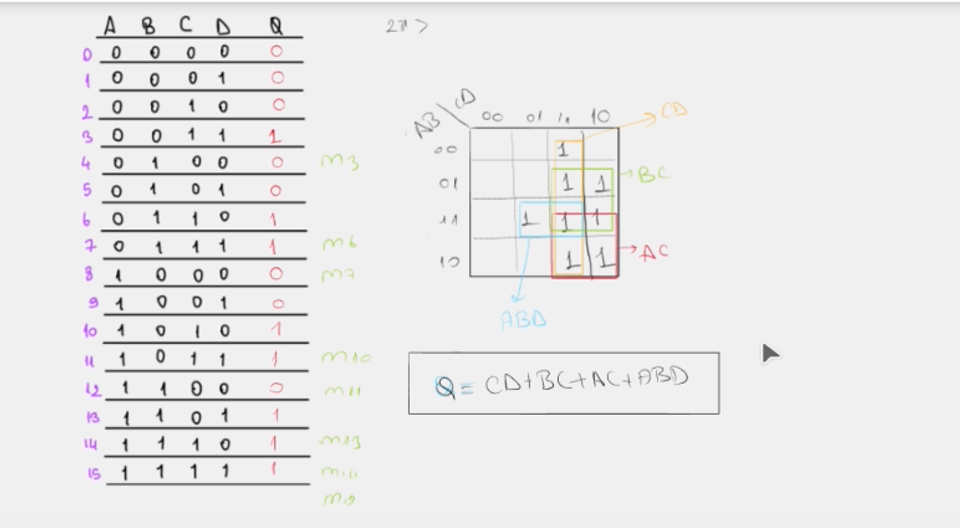 A B C D Q
0 0 0 0 0 0
1 0 0 0 1 0
2 0 0 1 0 0
3 0 0 1 1 1
4 0 1 0 0 0 m3
5 0 1 0 1 0
6 0 1 1 0 1
7 0 1 1 1 1 m6
8 1 0 0 0 0 m7
9 1 0 0 1 0
10 1 0 1 0 1
11 1 0 1 1 1 m10
12 1 1 0 0 0 m11
13 1 1 0 1 1
14 1 1 1 0 1 m13
15 1 1 1 1 1
AB \ CD 00 01 11 10
00 1
01 1 1
11 1 1 1
10 1 1
CD
BC
AC
ABD
Q = CD+BC+AC+ABD